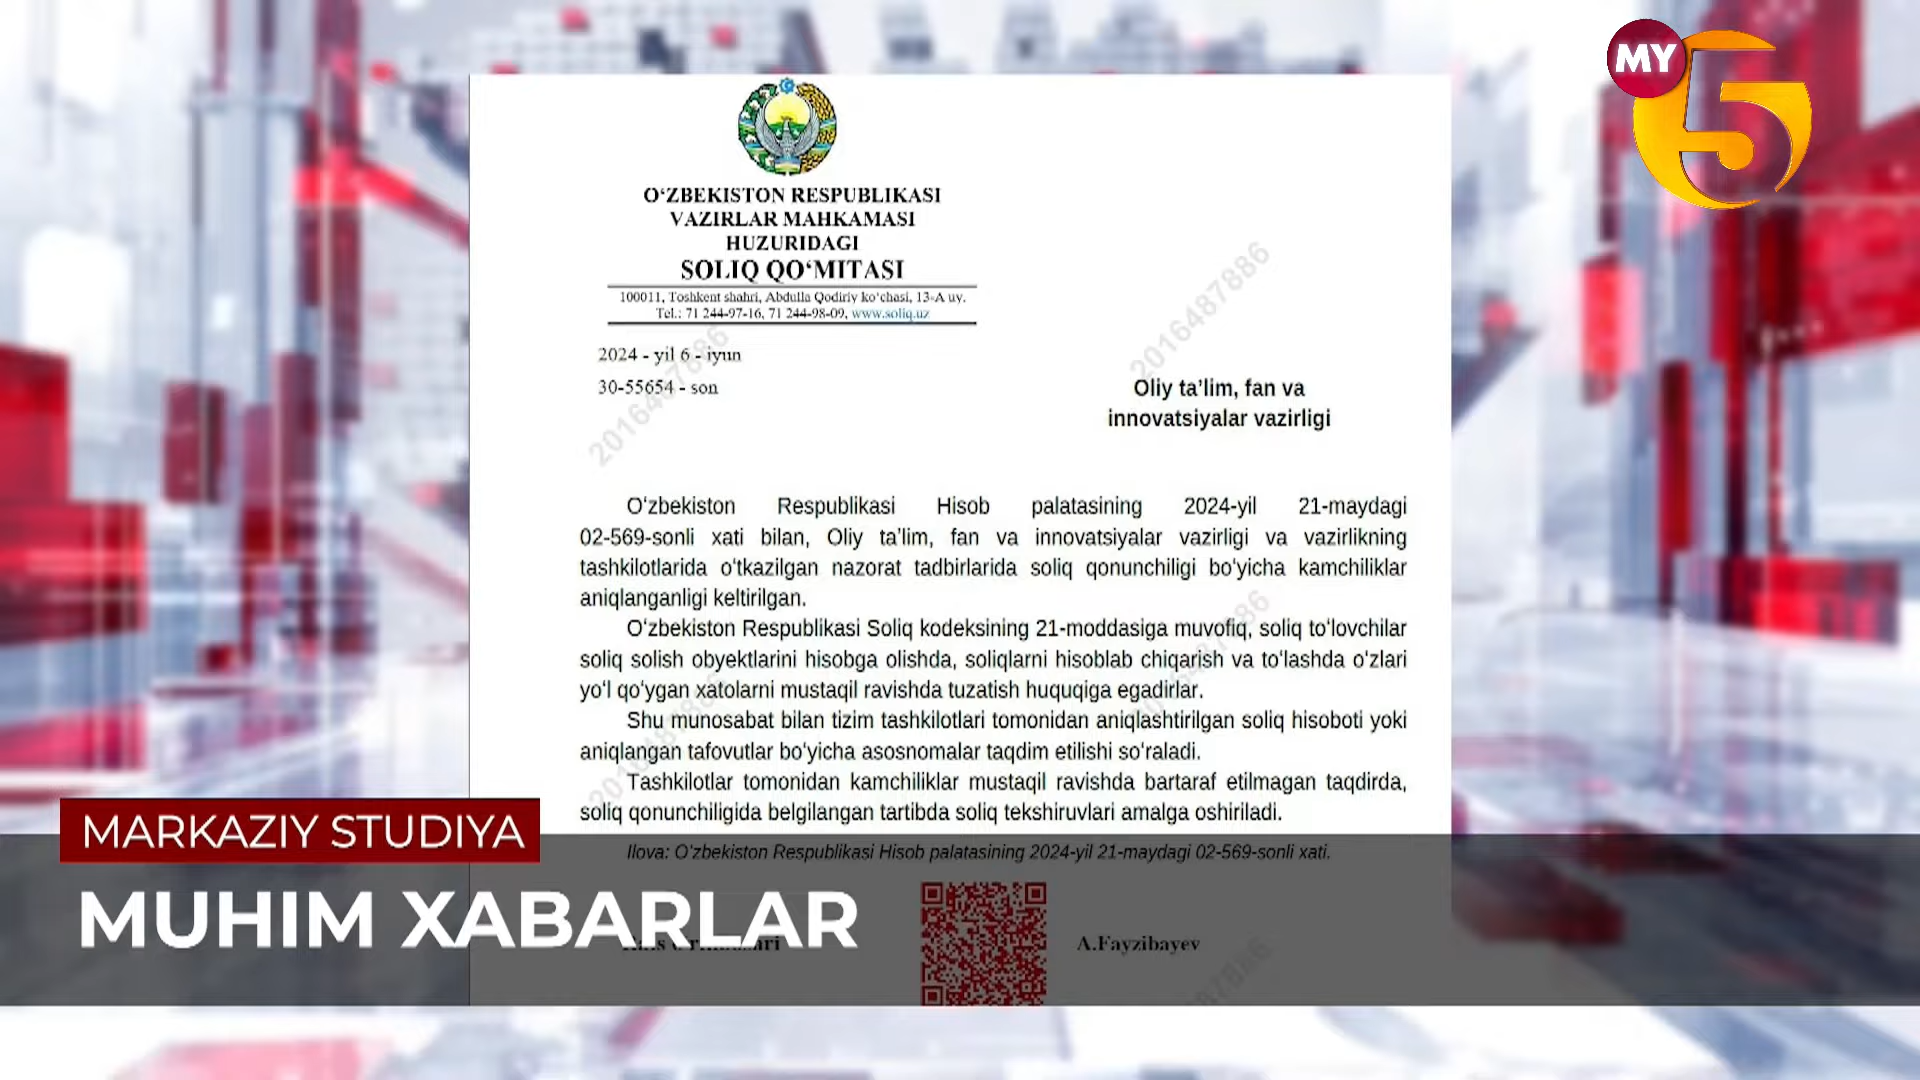 MY
5
O‘ZBEKISTON RESPUBLIKASI
VAZIRLAR MAHKAMASI
HUZURIDAGI
SOLIQ QO‘MITASI
100011, Toshkent shahri, Abdulla Qodiriy ko‘chasi, 13-A uy.
Tel.: 71 244-97-16, 71 244-98-09, www.soliq.uz
2024 - yil 6 - iyun
30-55654 - son
2016487886
2016487886
Oliy ta’lim, fan va
innovatsiyalar vazirligi
O‘zbekiston Respublikasi Hisob palatasining 2024-yil 21-maydagi
02-569-sonli xati bilan, Oliy ta’lim, fan va innovatsiyalar vazirligi va vazirlikning
tashkilotlarida o‘tkazilgan nazorat tadbirlarida soliq qonunchiligi bo‘yicha kamchiliklar
aniqlanganligi keltirilgan.
O‘zbekiston Respublikasi Soliq kodeksining 21-moddasiga muvofiq, soliq to‘lovchilar
soliq solish obyektlarini hisobga olishda, soliqlarni hisoblab chiqarish va to‘lashda o‘zlari
yo‘l qo‘ygan xatolarni mustaqil ravishda tuzatish huquqiga egadirlar.
Shu munosabat bilan tizim tashkilotlari tomonidan aniqlashtirilgan soliq hisoboti yoki
aniqlangan tafovutlar bo‘yicha asosnomalar taqdim etilishi so‘raladi.
Tashkilotlar tomonidan kamchiliklar mustaqil ravishda bartaraf etilmagan taqdirda,
soliq qonunchiligida belgilangan tartibda soliq tekshiruvlari amalga oshiriladi.
2016487886
2016487886
Ilova: O‘zbekiston Respublikasi Hisob palatasining 2024-yil 21-maydagi 02-569-sonli xati.
A.Fayzibayev
MARKAZIY STUDIYA
MUHIM XABARLAR